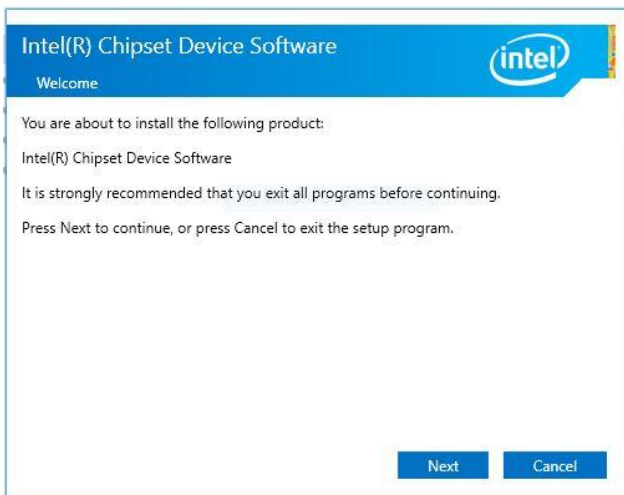 Intel(R) Chipset Device Software
intel
Welcome
You are about to install the following product:
Intel(R) Chipset Device Software
It is strongly recommended that you exit all programs before continuing.
Press Next to continue, or press Cancel to exit the setup program.
Next
Cancel